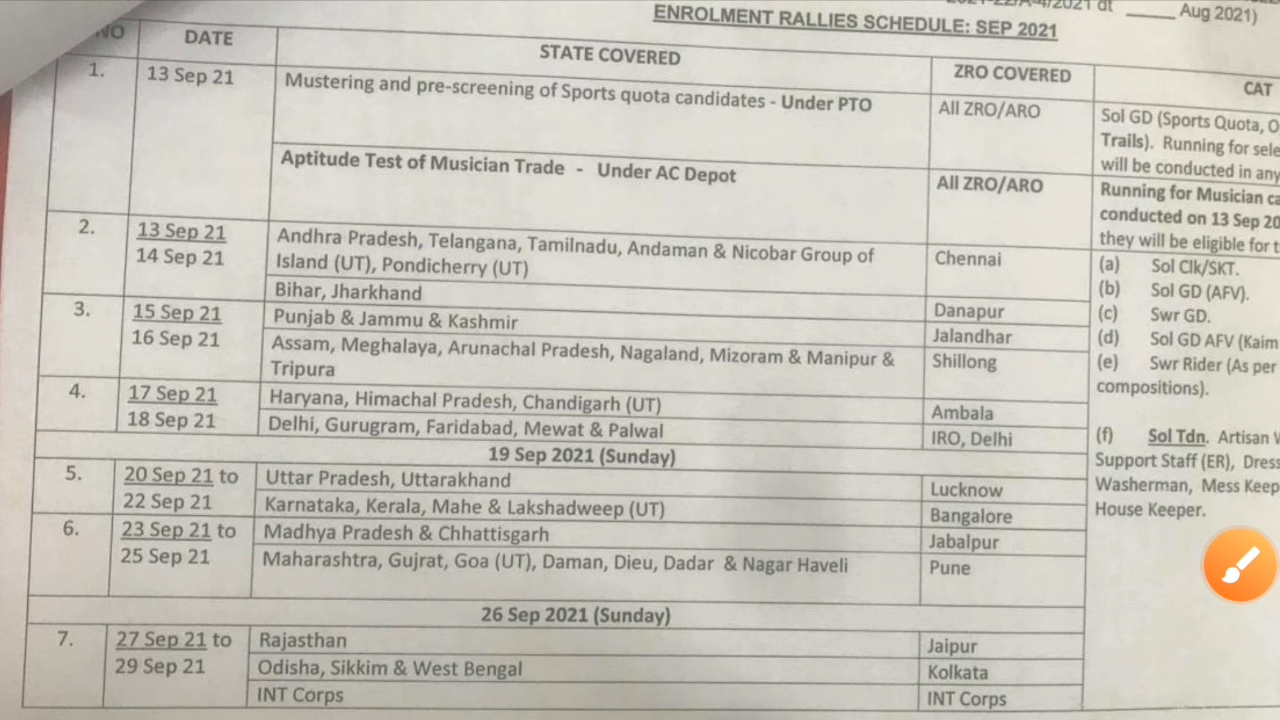 2021-22/A-4/2021 dt _____ Aug 2021)
ENROLMENT RALLIES SCHEDULE: SEP 2021
NO DATE STATE COVERED ZRO COVERED CAT
1. 13 Sep 21 Mustering and pre-screening of Sports quota candidates - Under PTO All ZRO/ARO
Sol GD (Sports Quota, O
Trails). Running for sele
will be conducted in any
Aptitude Test of Musician Trade - Under AC Depot All ZRO/ARO
Running for Musician ca
conducted on 13 Sep 20
they will be eligible for t
2. 13 Sep 21
14 Sep 21
Andhra Pradesh, Telangana, Tamilnadu, Andaman & Nicobar Group of
Island (UT), Pondicherry (UT)
Chennai
Bihar, Jharkhand Danapur
3. 15 Sep 21
16 Sep 21
Punjab & Jammu & Kashmir Jalandhar
Assam, Meghalaya, Arunachal Pradesh, Nagaland, Mizoram & Manipur &
Tripura
Shillong
4. 17 Sep 21
18 Sep 21
Haryana, Himachal Pradesh, Chandigarh (UT) Ambala
Delhi, Gurugram, Faridabad, Mewat & Palwal IRO, Delhi
19 Sep 2021 (Sunday)
5. 20 Sep 21 to
22 Sep 21
Uttar Pradesh, Uttarakhand Lucknow
Karnataka, Kerala, Mahe & Lakshadweep (UT) Bangalore
6. 23 Sep 21 to
25 Sep 21
Madhya Pradesh & Chhattisgarh Jabalpur
Maharashtra, Gujrat, Goa (UT), Daman, Dieu, Dadar & Nagar Haveli Pune
26 Sep 2021 (Sunday)
7. 27 Sep 21 to
29 Sep 21
Rajasthan Jaipur
Odisha, Sikkim & West Bengal Kolkata
INT Corps INT Corps
(a) Sol Clk/SKT.
(b) Sol GD (AFV).
(c) Swr GD.
(d) Sol GD AFV (Kaim
(e) Swr Rider (As per
compositions).
(f) Sol Tdn. Artisan
Support Staff (ER), Dress
Washerman, Mess Keep
House Keeper.